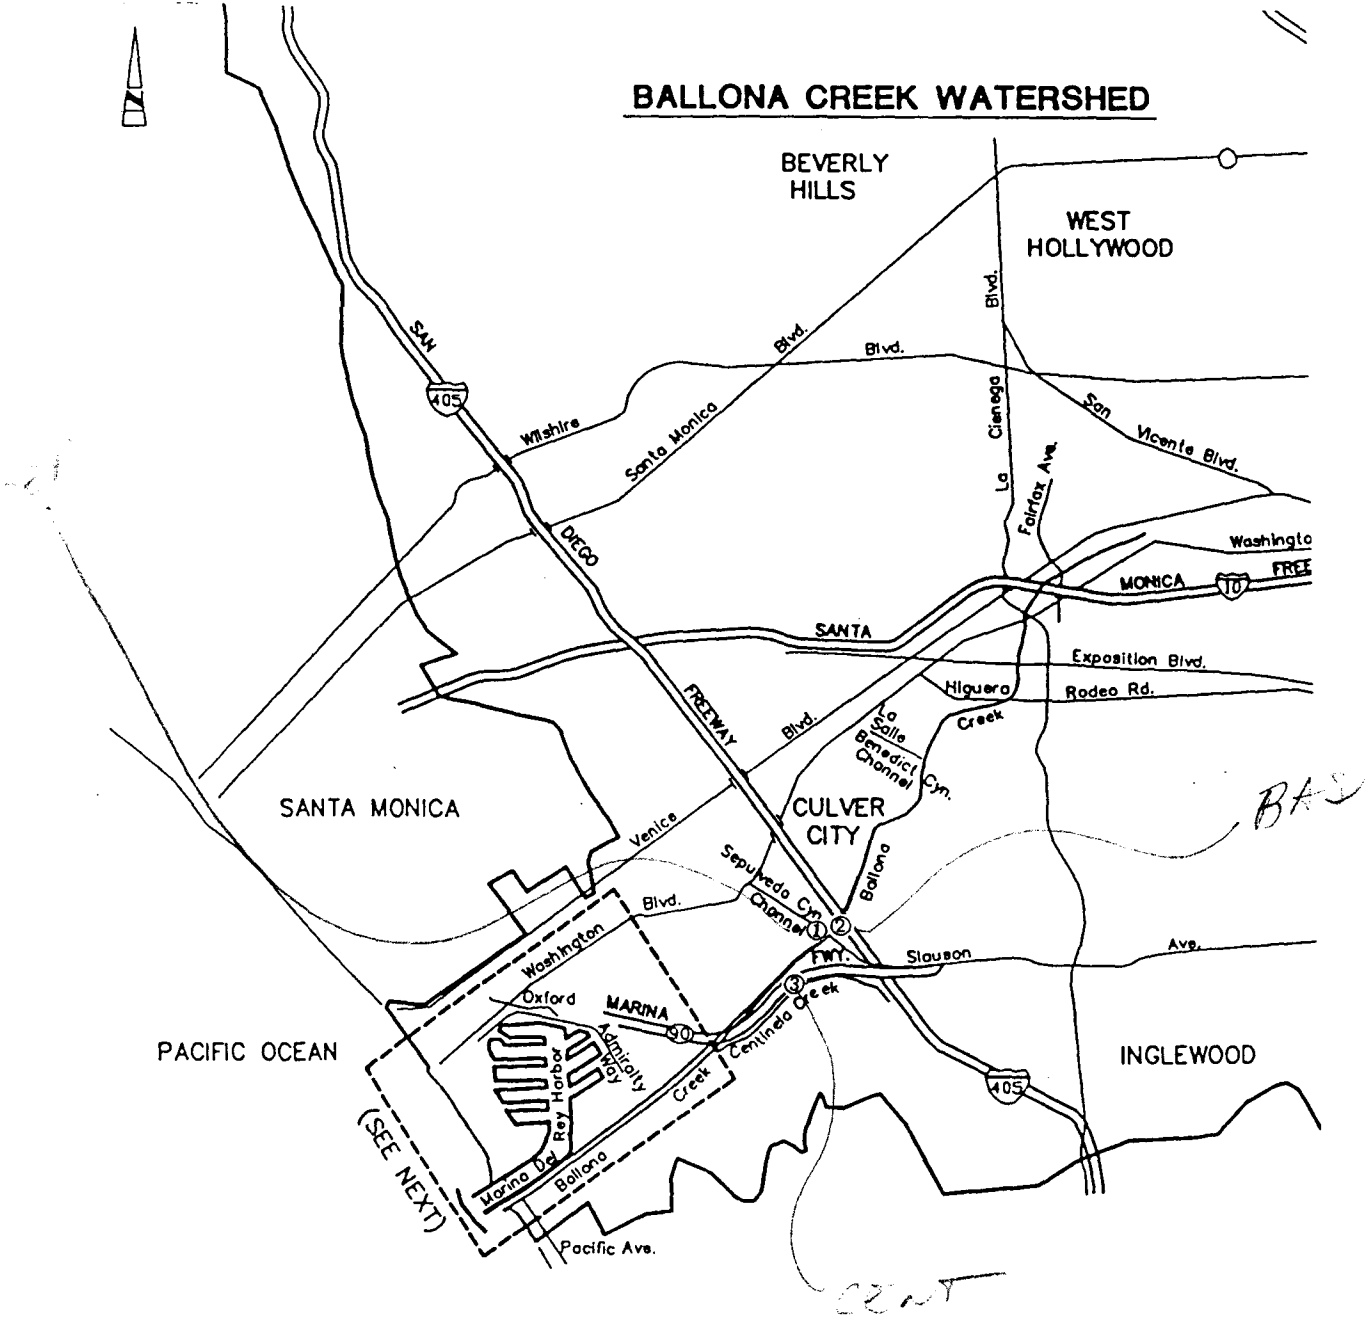 N
BALLONA CREEK WATERSHED
BEVERLY
HILLS
WEST
HOLLYWOOD
Blvd.
La Cienega
SAN
405
Blvd.
Blvd.
Wilshire
Santa Monica
San
Vicente Blvd.
Fairfax Ave.
DIEGO
Washingto
FREE
MONICA
10
SANTA
Exposition Blvd.
Higuera
Rodeo Rd.
FREEWAY
Blvd.
La
Salle
Creek
Benedict Cyn.
Channel
SANTA MONICA
CULVER
CITY
Venice
Ballona
Sepulveda Cyn.
Channel
Blvd.
1
2
Washington
FWY.
Slauson
Ave.
3
Oxford
MARINA
90
Centinela Creek
Admiralty
Way
PACIFIC OCEAN
INGLEWOOD
405
Creek
Marina Del Rey Harbor
Ballona
(SEE NEXT)
Pacific Ave.
CENT